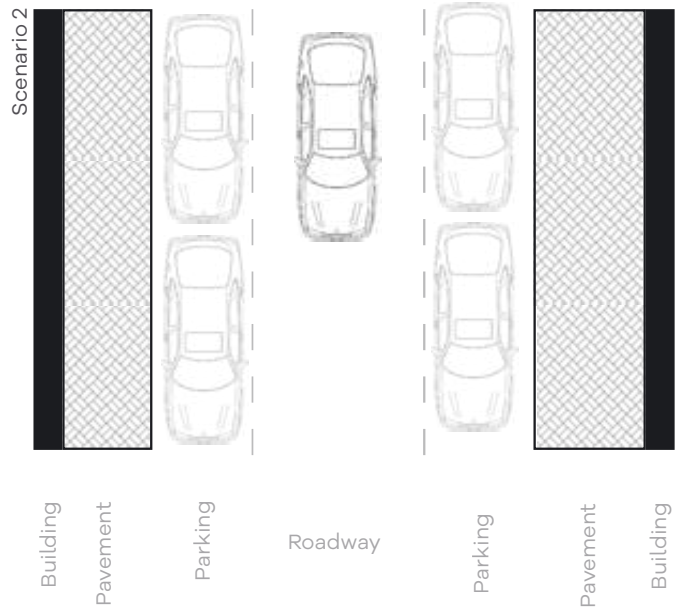 Scenario 2
Building
Pavement
Parking
Roadway
Parking
Pavement
Building